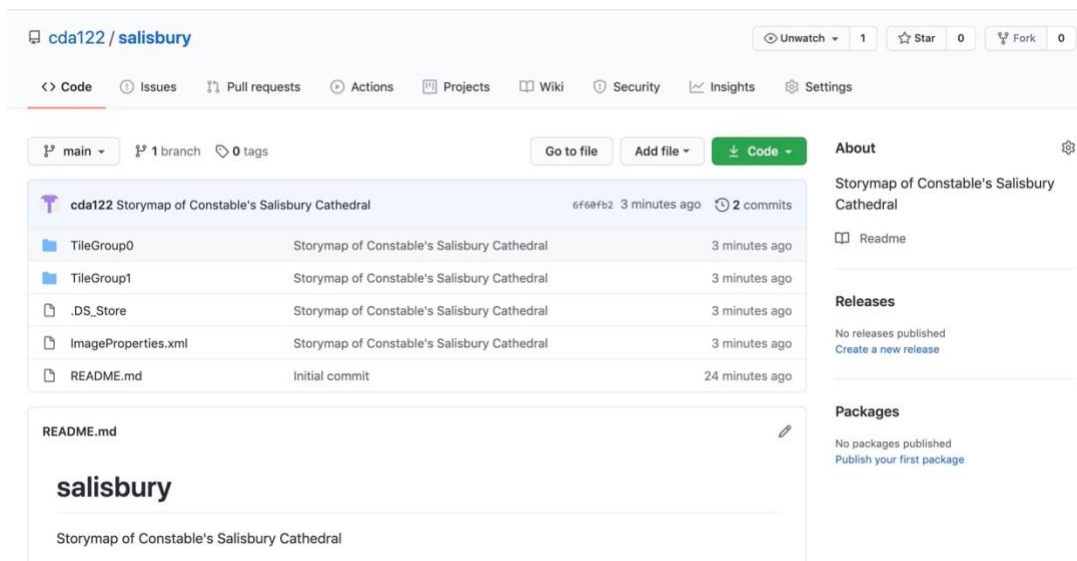 cda122 / salisbury
Unwatch 1 Star 0 Fork 0
<> Code Issues Pull requests Actions Projects Wiki Security Insights Settings
main 1 branch 0 tags Go to file Add file Code
cda122 Storymap of Constable's Salisbury Cathedral 6f60fb2 3 minutes ago 2 commits
TileGroup0 Storymap of Constable's Salisbury Cathedral 3 minutes ago
TileGroup1 Storymap of Constable's Salisbury Cathedral 3 minutes ago
.DS_Store Storymap of Constable's Salisbury Cathedral 3 minutes ago
ImageProperties.xml Storymap of Constable's Salisbury Cathedral 3 minutes ago
README.md Initial commit 24 minutes ago
README.md
salisbury
Storymap of Constable's Salisbury Cathedral
About
Storymap of Constable's Salisbury
Cathedral
Readme
Releases
No releases published
Create a new release
Packages
No packages published
Publish your first package